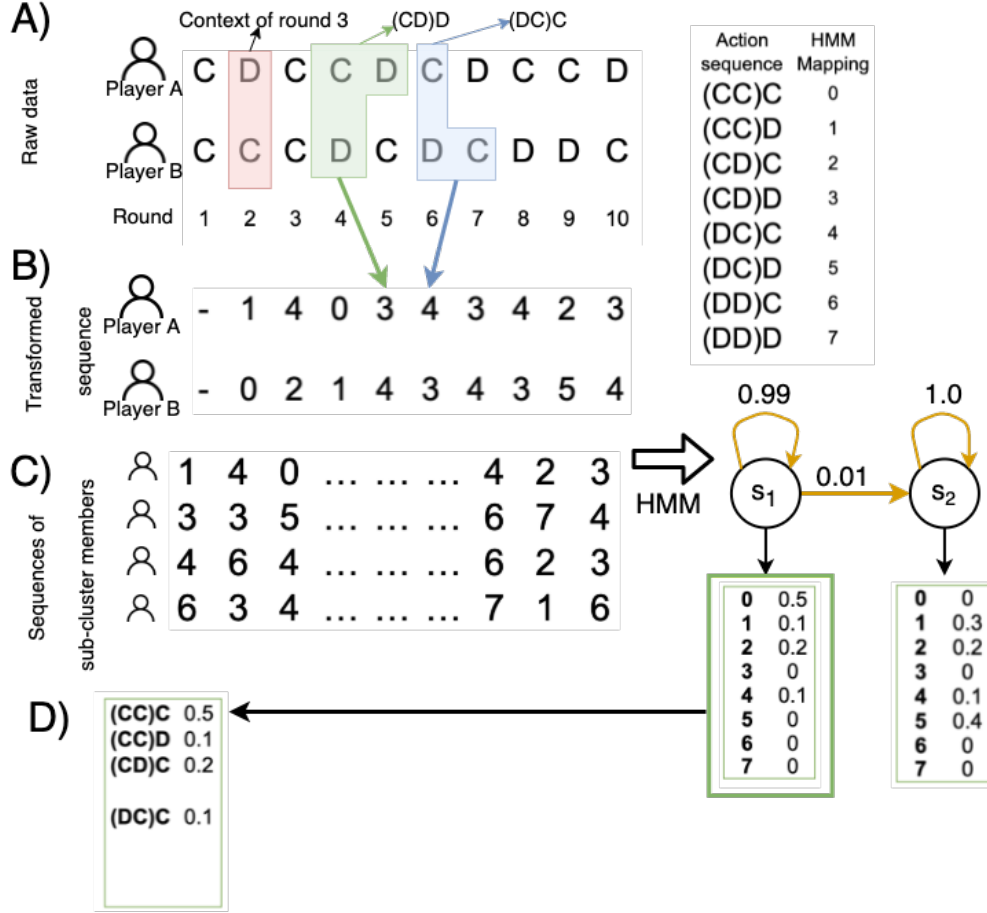 A)
Context of round 3
(CD)D
(DC)C
Raw data
Player A
C D C C D C D C C D
Player B
C C C D C D C D D C
Round 1 2 3 4 5 6 7 8 9 10
Action sequence
HMM Mapping
(CC)C 0
(CC)D 1
(CD)C 2
(CD)D 3
(DC)C 4
(DC)D 5
(DD)C 6
(DD)D 7
B)
Transformed
sequence
Player A
- 1 4 0 3 4 3 4 2 3
Player B
- 0 2 1 4 3 4 3 5 4
C)
Sequences of
sub-cluster members
1 4 0 ... ... ... 4 2 3
3 3 5 ... ... ... 6 7 4
4 6 4 ... ... ... 6 2 3
6 3 4 ... ... ... 7 1 6
HMM
0.99
1.0
s1
0.01
s2
0 0.5
1 0.1
2 0.2
3 0
4 0.1
5 0
6 0
7 0
0 0
1 0.3
2 0.2
3 0
4 0.1
5 0.4
6 0
7 0
D)
(CC)C 0.5
(CC)D 0.1
(CD)C 0.2
(DC)C 0.1